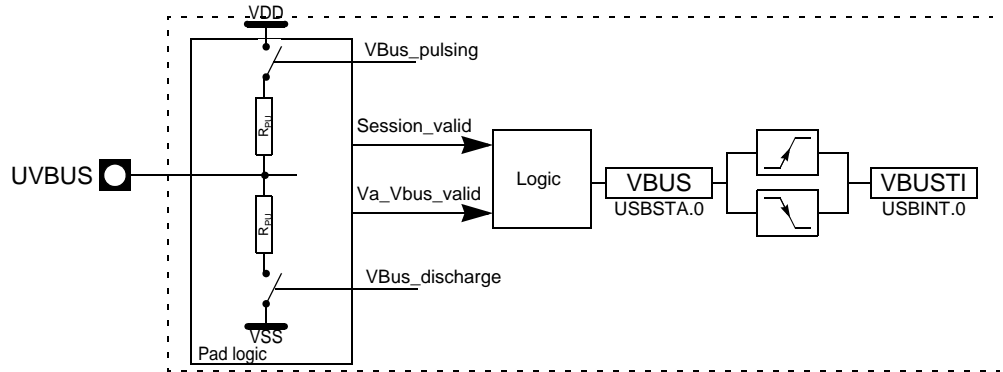 VDD
VBus_pulsing
RPU
Session_valid
UVBUS
Logic
VBUS
VBUSTI
Va_Vbus_valid
USBSTA.0
USBINT.0
RPU
VBus_discharge
VSS
Pad logic